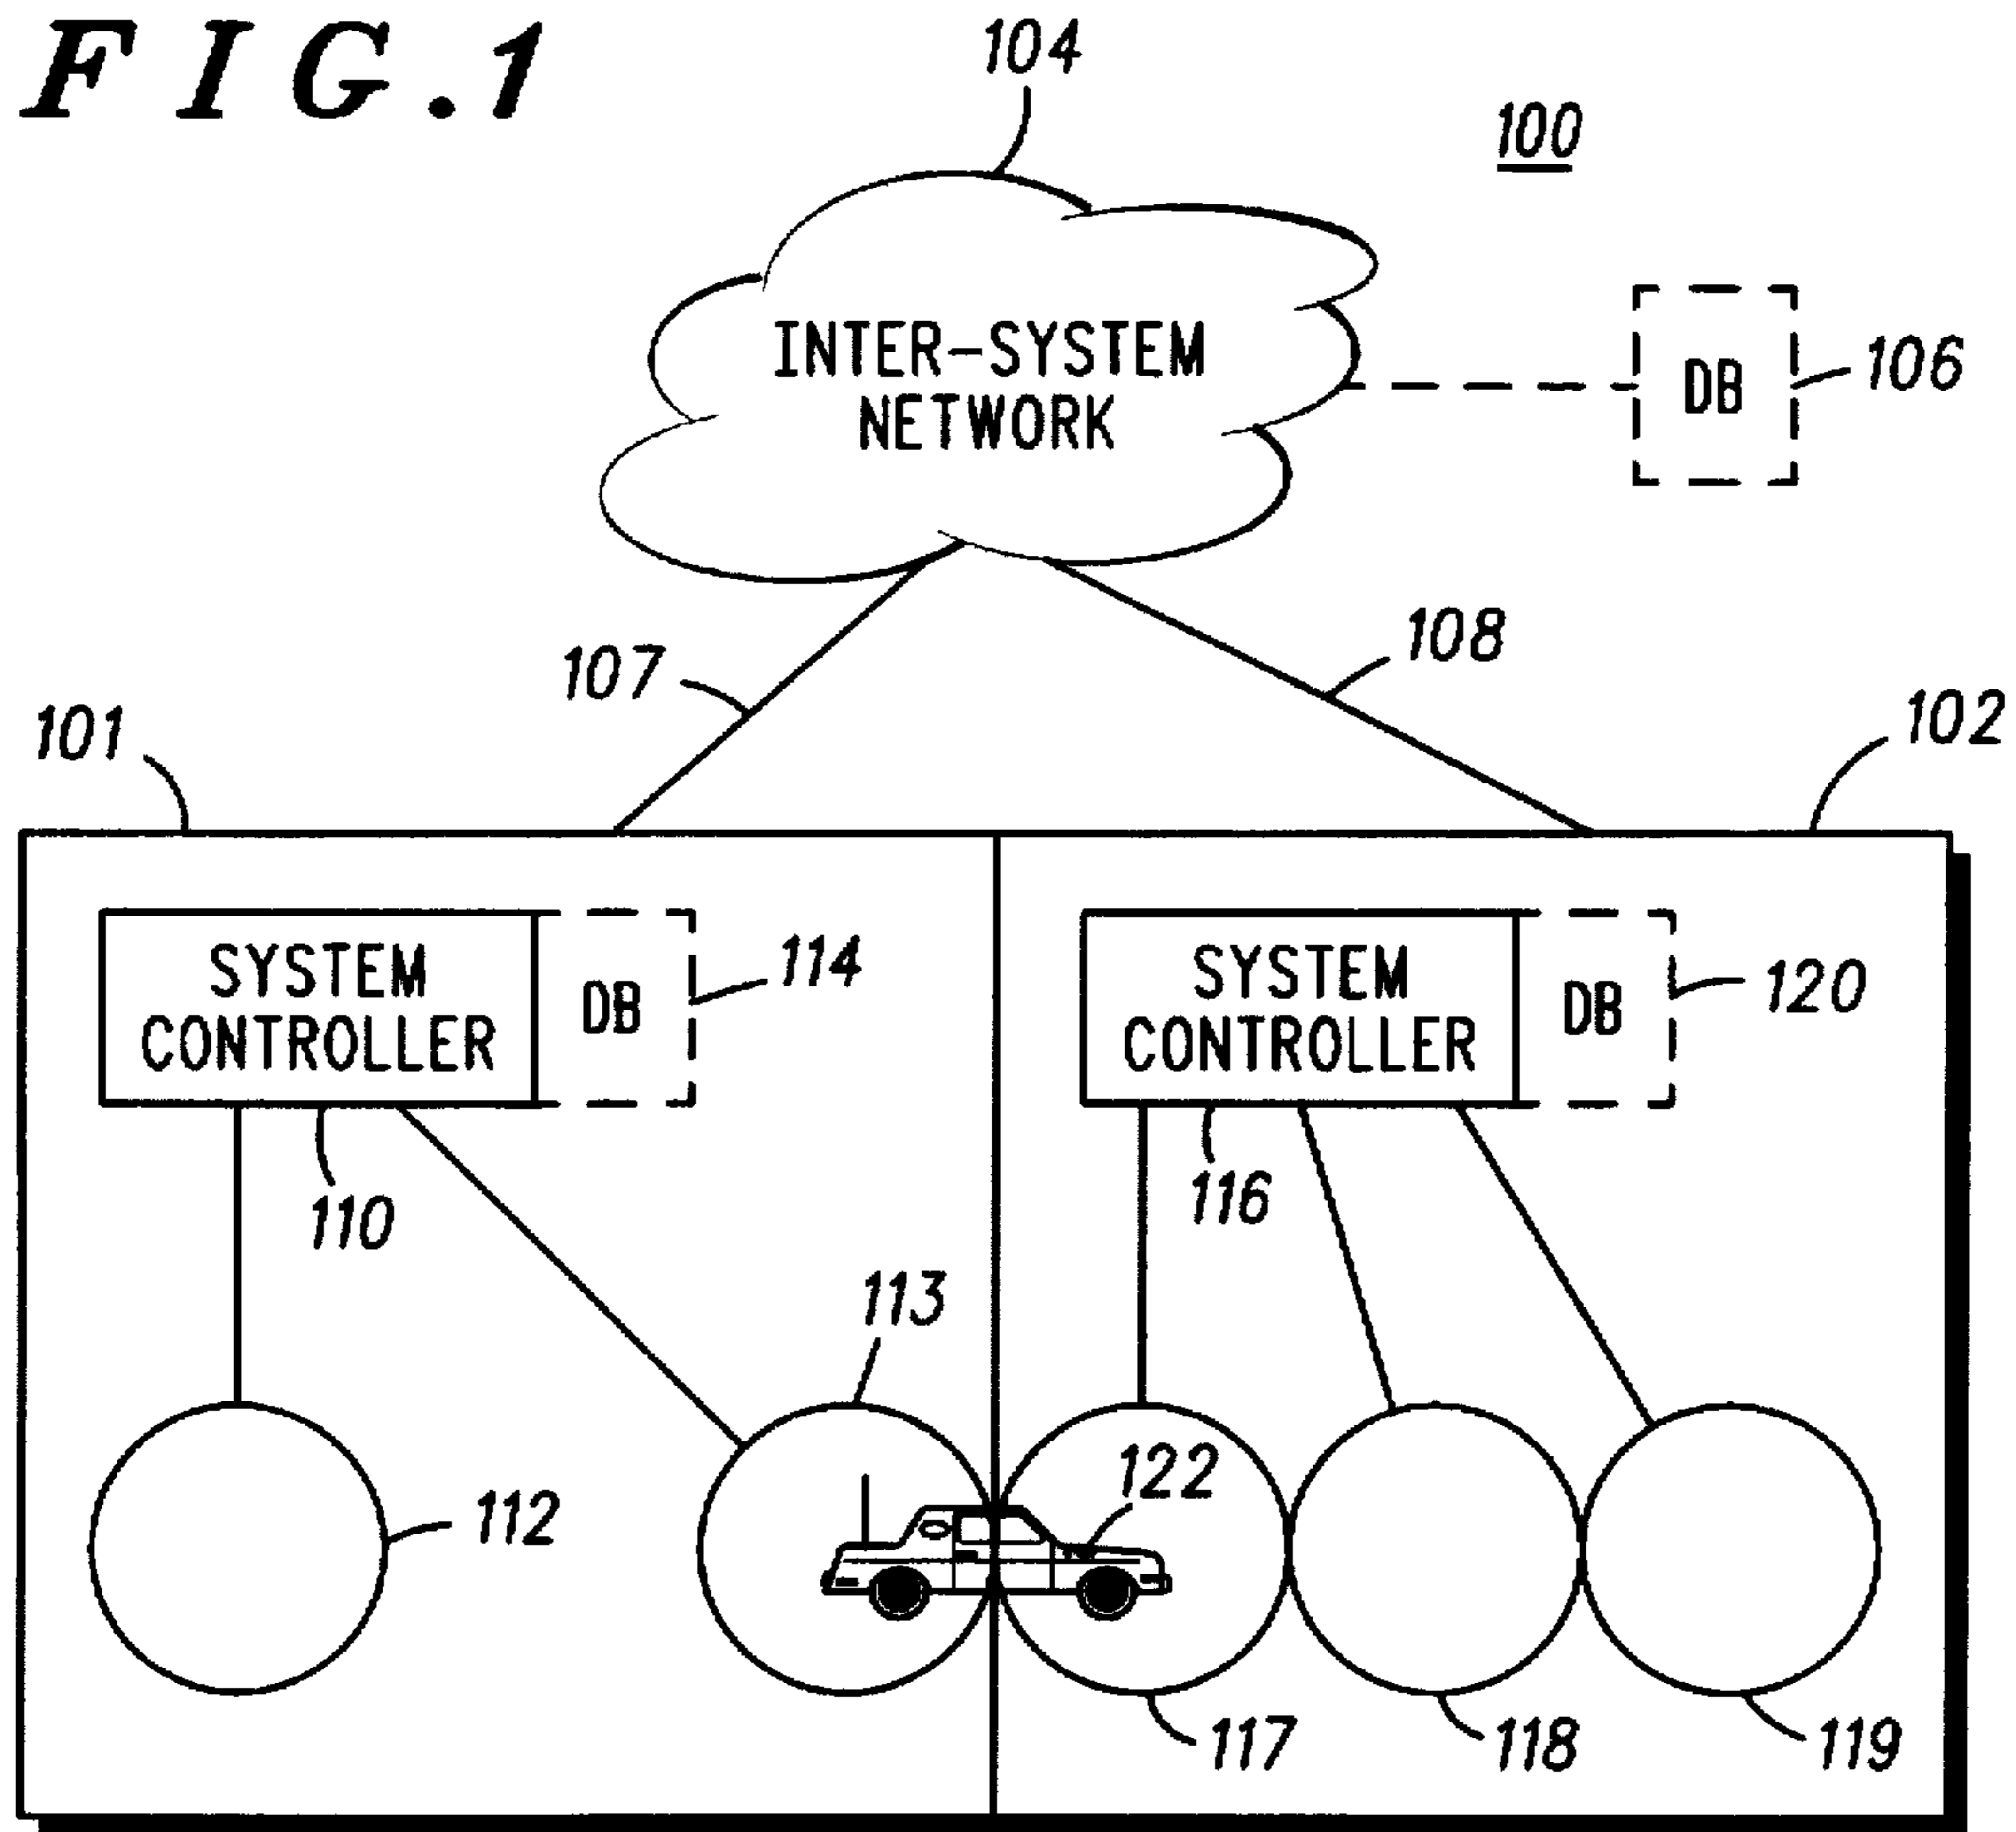 FIG.1
104
100
INTER-SYSTEM
NETWORK
DB
106
107
108
101
102
SYSTEM
CONTROLLER
DB
114
SYSTEM
CONTROLLER
DB
120
110
116
113
122
112
117
118
119